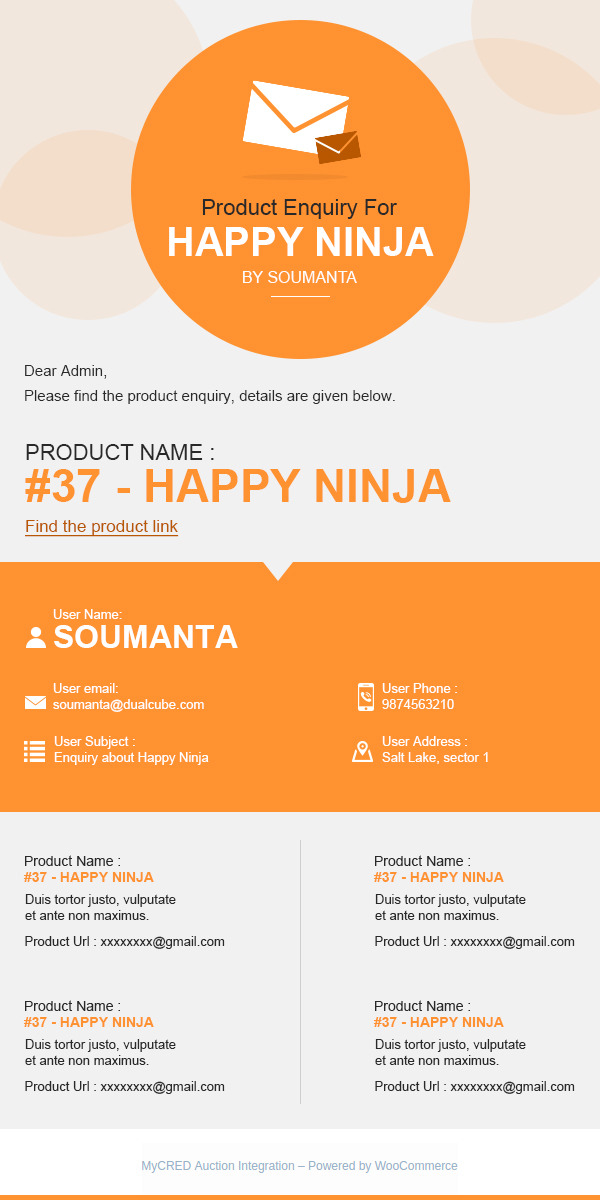 Product Enquiry For
HAPPY NINJA
BY SOUMANTA
Dear Admin,
Please find the product enquiry, details are given below.
PRODUCT NAME :
#37 - HAPPY NINJA
Find the product link
User Name:
SOUMANTA
User email:
soumanta@dualcube.com
User Phone :
9874563210
User Subject :
Enquiry about Happy Ninja
User Address :
Salt Lake, sector 1
Product Name :
#37 - HAPPY NINJA
Duis tortor justo, vulputate
et ante non maximus.
Product Url : xxxxxxxx@gmail.com
Product Name :
#37 - HAPPY NINJA
Duis tortor justo, vulputate
et ante non maximus.
Product Url : xxxxxxxx@gmail.com
Product Name :
#37 - HAPPY NINJA
Duis tortor justo, vulputate
et ante non maximus.
Product Url : xxxxxxxx@gmail.com
Product Name :
#37 - HAPPY NINJA
Duis tortor justo, vulputate
et ante non maximus.
Product Url : xxxxxxxx@gmail.com
MyCRED Auction Integration – Powered by WooCommerce